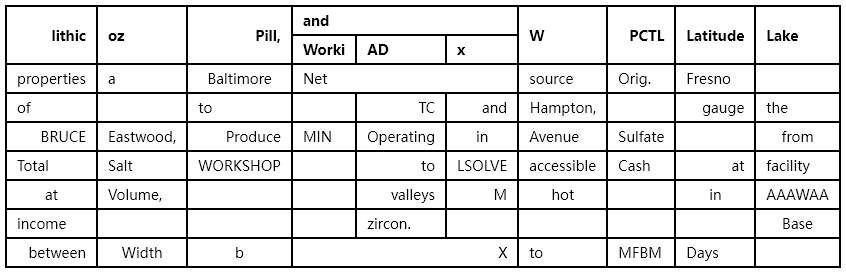 lithic oz Pill, and W PCTL Latitude Lake
Worki AD x
properties a Baltimore Net source Orig. Fresno
of to TC and Hampton, gauge the
BRUCE Eastwood, Produce MIN Operating in Avenue Sulfate from
Total Salt WORKSHOP to LSOLVE accessible Cash at facility
at Volume, valleys M hot in AAAWAA
income zircon. Base
between Width b X to MFBM Days